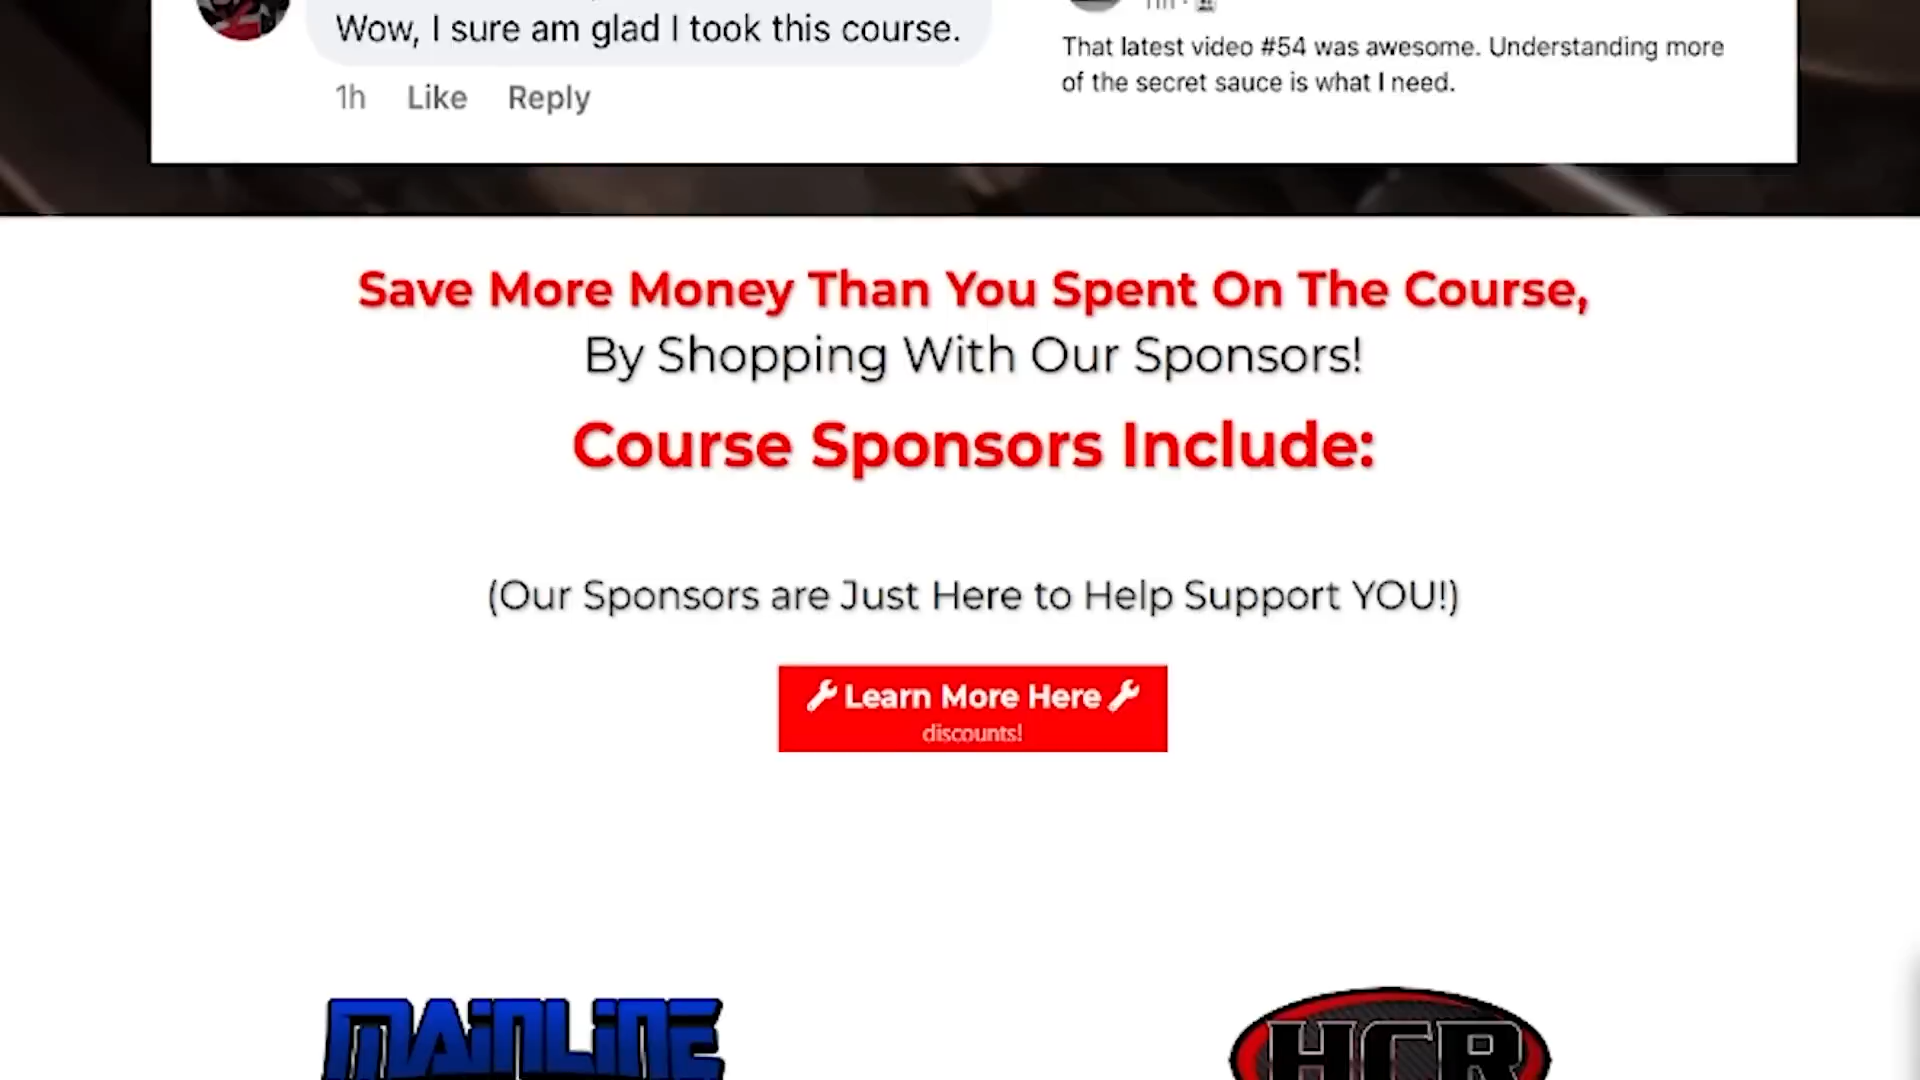 Wow, I sure am glad I took this course.
1h Like Reply
That latest video #54 was awesome. Understanding more
of the secret sauce is what I need.
Save More Money Than You Spent On The Course,
By Shopping With Our Sponsors!
Course Sponsors Include:
(Our Sponsors are Just Here to Help Support YOU!)
Learn More Here
discounts!
MAINLINE
HCR